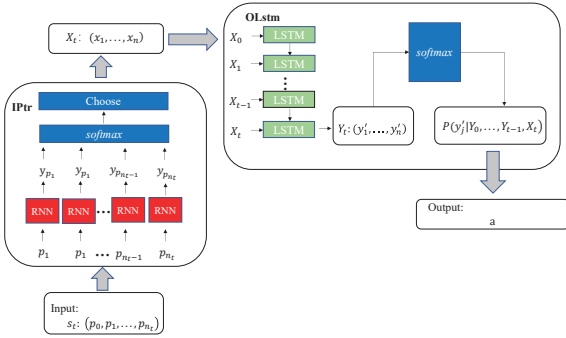 X_t: (x_1, ..., x_n)
IPtr
Choose
softmax
y_{p_1} y_{p_1} y_{p_{n_t-1}} y_{p_{n_t}}
RNN RNN ... RNN RNN
p_1 p_1 ... p_{n_t-1} p_{n_t}
Input:
s_t: (p_0, p_1, ..., p_{n_t})
OLstm
X_0 LSTM
X_1 LSTM
⋮
X_{t-1} LSTM
X_t LSTM
Y_t: (y'_1, ..., y'_n)
softmax
P(y'_j|Y_0, ..., Y_{t-1}, X_t)
Output:
a